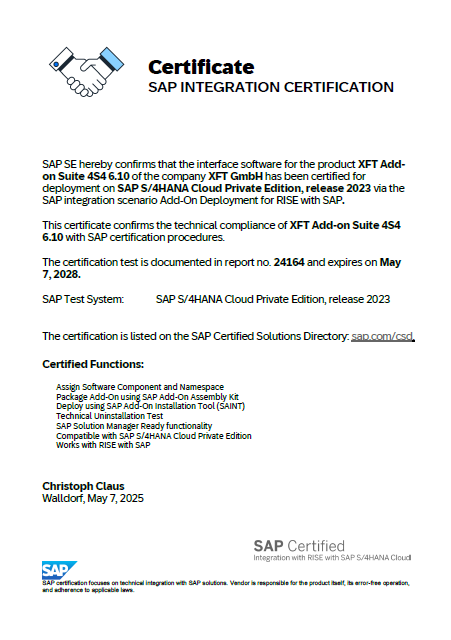 Certificate
SAP INTEGRATION CERTIFICATION
SAP SE hereby confirms that the interface software for the product XFT Add-
on Suite 4S4 6.10 of the company XFT GmbH has been certified for
deployment on SAP S/4HANA Cloud Private Edition, release 2023 via the
SAP integration scenario Add-On Deployment for RISE with SAP.
This certificate confirms the technical compliance of XFT Add-on Suite 4S4
6.10 with SAP certification procedures.
The certification test is documented in report no. 24164 and expires on May
7, 2028.
SAP Test System: SAP S/4HANA Cloud Private Edition, release 2023
The certification is listed on the SAP Certified Solutions Directory: sap.com/csd.
Certified Functions:
Assign Software Component and Namespace
Package Add-On using SAP Add-On Assembly Kit
Deploy using SAP Add-On Installation Tool (SAINT)
Technical Uninstallation Test
SAP Solution Manager Ready functionality
Compatible with SAP S/4HANA Cloud Private Edition
Works with RISE with SAP
Christoph Claus
Walldorf, May 7, 2025
SAP Certified
Integration with RISE with SAP S/4HANA Cloud
SAP
SAP certification focuses on technical integration with SAP solutions. Vendor is responsible for the product itself, its error-free operation,
and adherence to applicable laws.